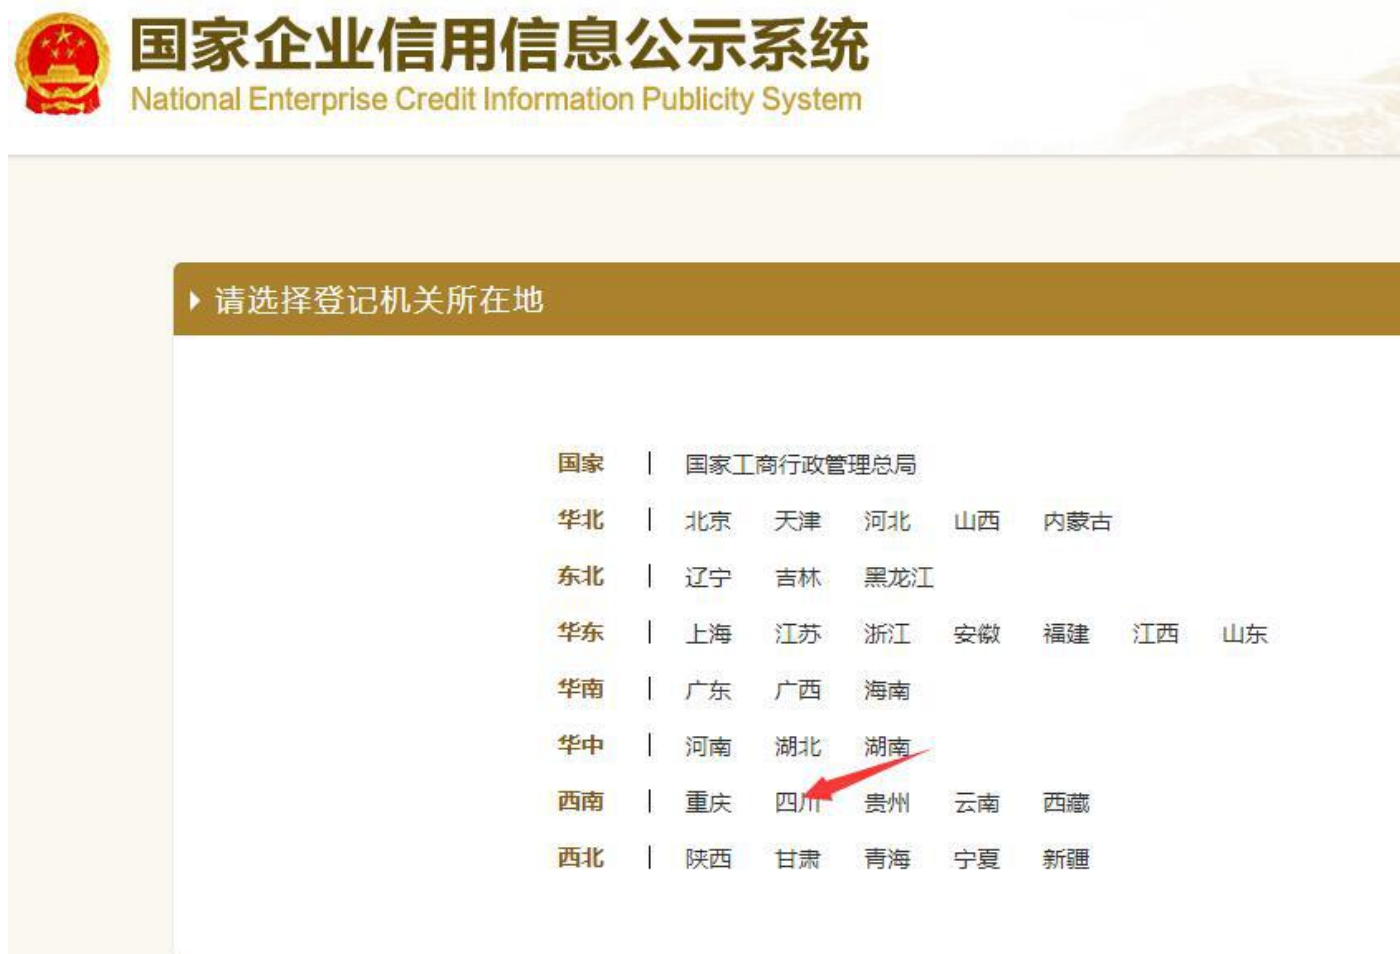 国家企业信用信息公示系统
National Enterprise Credit Information Publicity System
请选择登记机关所在地
国家 | 国家工商行政管理总局
华北 | 北京 天津 河北 山西 内蒙古
东北 | 辽宁 吉林 黑龙江
华东 | 上海 江苏 浙江 安徽 福建 江西 山东
华南 | 广东 广西 海南
华中 | 河南 湖北 湖南
西南 | 重庆 四川 贵州 云南 西藏
西北 | 陕西 甘肃 青海 宁夏 新疆